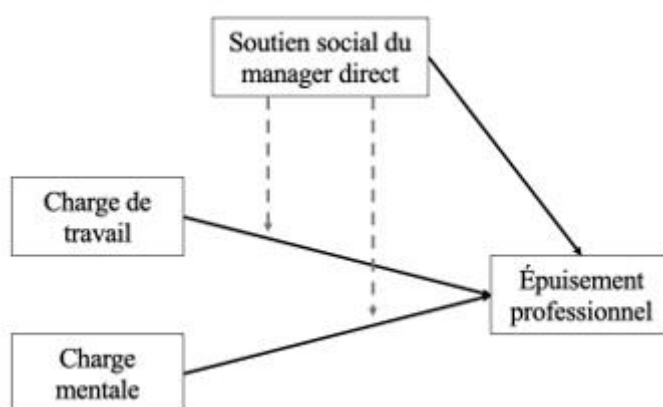 Soutien social du
manager direct
Charge de
travail
Épuisement
professionnel
Charge
mentale